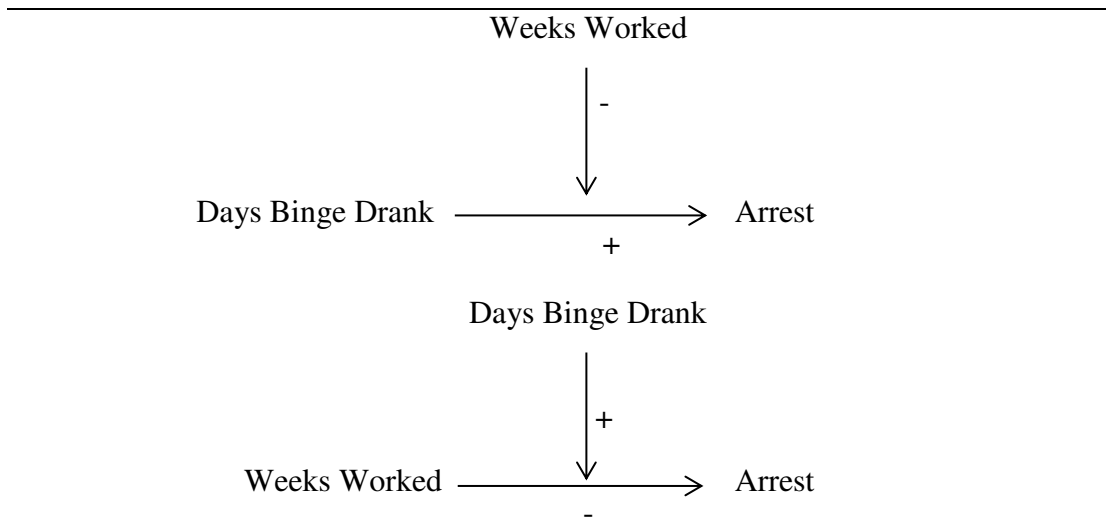 Weeks Worked
-
Days Binge Drank Arrest
+
Days Binge Drank
+
Weeks Worked Arrest
-